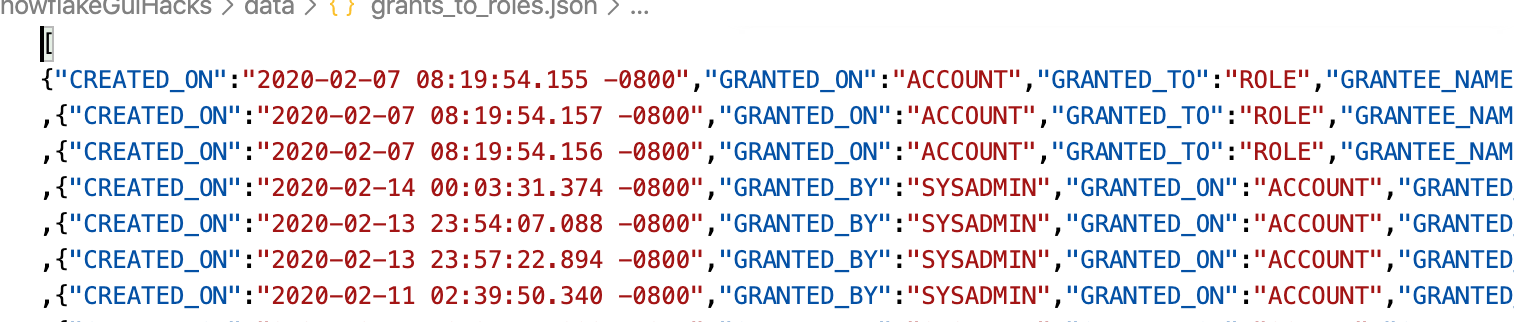 nowflakeGuiHacks > data > {} grants_to_roles.json > ...
[
{"CREATED_ON":"2020-02-07 08:19:54.155 -0800","GRANTED_ON":"ACCOUNT","GRANTED_TO":"ROLE","GRANTEE_NAME
,{"CREATED_ON":"2020-02-07 08:19:54.157 -0800","GRANTED_ON":"ACCOUNT","GRANTED_TO":"ROLE","GRANTEE_NAM
,{"CREATED_ON":"2020-02-07 08:19:54.156 -0800","GRANTED_ON":"ACCOUNT","GRANTED_TO":"ROLE","GRANTEE_NAM
,{"CREATED_ON":"2020-02-14 00:03:31.374 -0800","GRANTED_BY":"SYSADMIN","GRANTED_ON":"ACCOUNT","GRANTED
,{"CREATED_ON":"2020-02-13 23:54:07.088 -0800","GRANTED_BY":"SYSADMIN","GRANTED_ON":"ACCOUNT","GRANTED
,{"CREATED_ON":"2020-02-13 23:57:22.894 -0800","GRANTED_BY":"SYSADMIN","GRANTED_ON":"ACCOUNT","GRANTED
,{"CREATED_ON":"2020-02-11 02:39:50.340 -0800","GRANTED_BY":"SYSADMIN","GRANTED_ON":"ACCOUNT","GRANTED